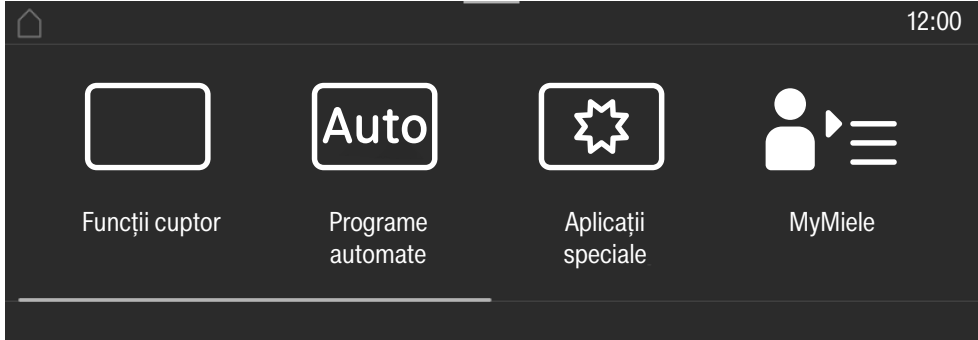 12:00
Auto
Funcții cuptor
Programe
automate
Aplicații
speciale
MyMiele